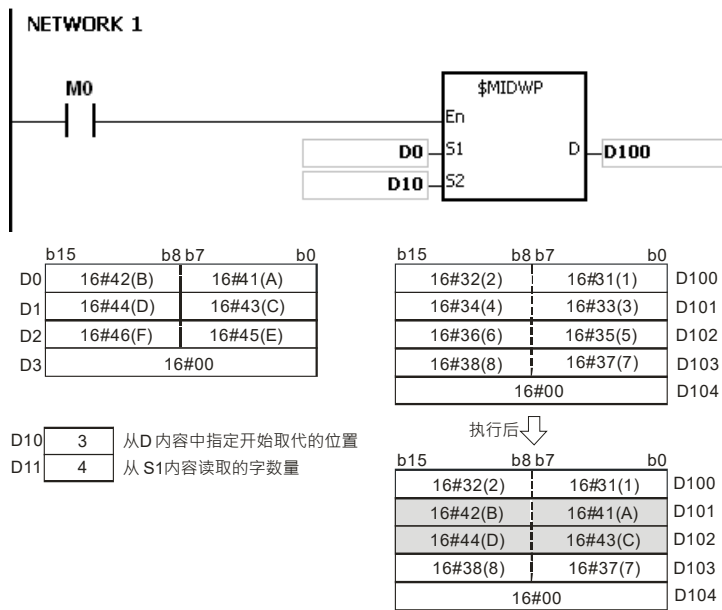 NETWORK 1
M0
$MIDWP
En
D0 S1 D D100
D10 S2
b15 b8 b7 b0
D0 16#42(B) 16#41(A)
D1 16#44(D) 16#43(C)
D2 16#46(F) 16#45(E)
D3 16#00
D10 3 从D 内容中指定开始取代的位置
D11 4 从 S1内容读取的字数量
b15 b8 b7 b0
16#32(2) 16#31(1) D100
16#34(4) 16#33(3) D101
16#36(6) 16#35(5) D102
16#38(8) 16#37(7) D103
16#00 D104
执行后
b15 b8 b7 b0
16#32(2) 16#31(1) D100
16#42(B) 16#41(A) D101
16#44(D) 16#43(C) D102
16#38(8) 16#37(7) D103
16#00 D104